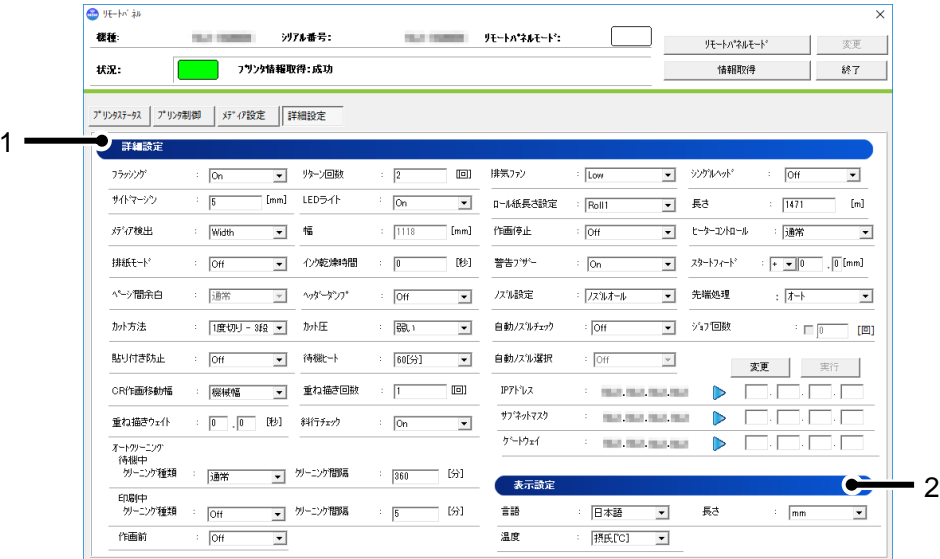 リモートパネル
機種:
シリアル番号:
リモートパネルモード:
リモートパネルモード
変更
状況:
プリンタ情報取得:成功
情報取得
終了
プリンタステータス
プリンタ制御
メディア設定
詳細設定
1
詳細設定
フラッシング : On
リターン回数 : 2 [回]
排気ファン : Low
シングルヘッド : Off
サイドマージン : 5 [mm]
LEDライト : On
ロール紙長さ設定 : Roll1
長さ : 1471 [m]
メディア検出 : Width
幅 : 1118 [mm]
作画停止 : Off
ヒーターコントロール : 通常
排紙モード : Off
インク乾燥時間 : 0 [秒]
警告ブザー : On
スタートフィード : + 0 . 0 [mm]
ページ間余白 : 通常
ヘッダーダンプ : Off
ノズル設定 : ノズルオール
先端処理 : オート
カット方法 : 1度切り - 3段
カット圧 : 弱い
自動ノズルチェック : Off
ジョブ回数 : 0 [回]
貼り付き防止 : Off
待機ヒート : 60[分]
自動ノズル選択 : Off
変更
実行
CR作画移動幅 : 機械幅
重ね描き回数 : 1 [回]
IPアドレス : . . . . . .
重ね描きウェイト : 0 . 0 [秒]
斜行チェック : On
サブネットマスク : . . . . . .
ゲートウェイ : . . . . . .
オートクリーニング
待機中
クリーニング種類 : 通常
クリーニング間隔 : 360 [分]
印刷中
クリーニング種類 : Off
クリーニング間隔 : 5 [分]
作画前 : Off
表示設定
2
言語 : 日本語
長さ : mm
温度 : 摂氏[℃]